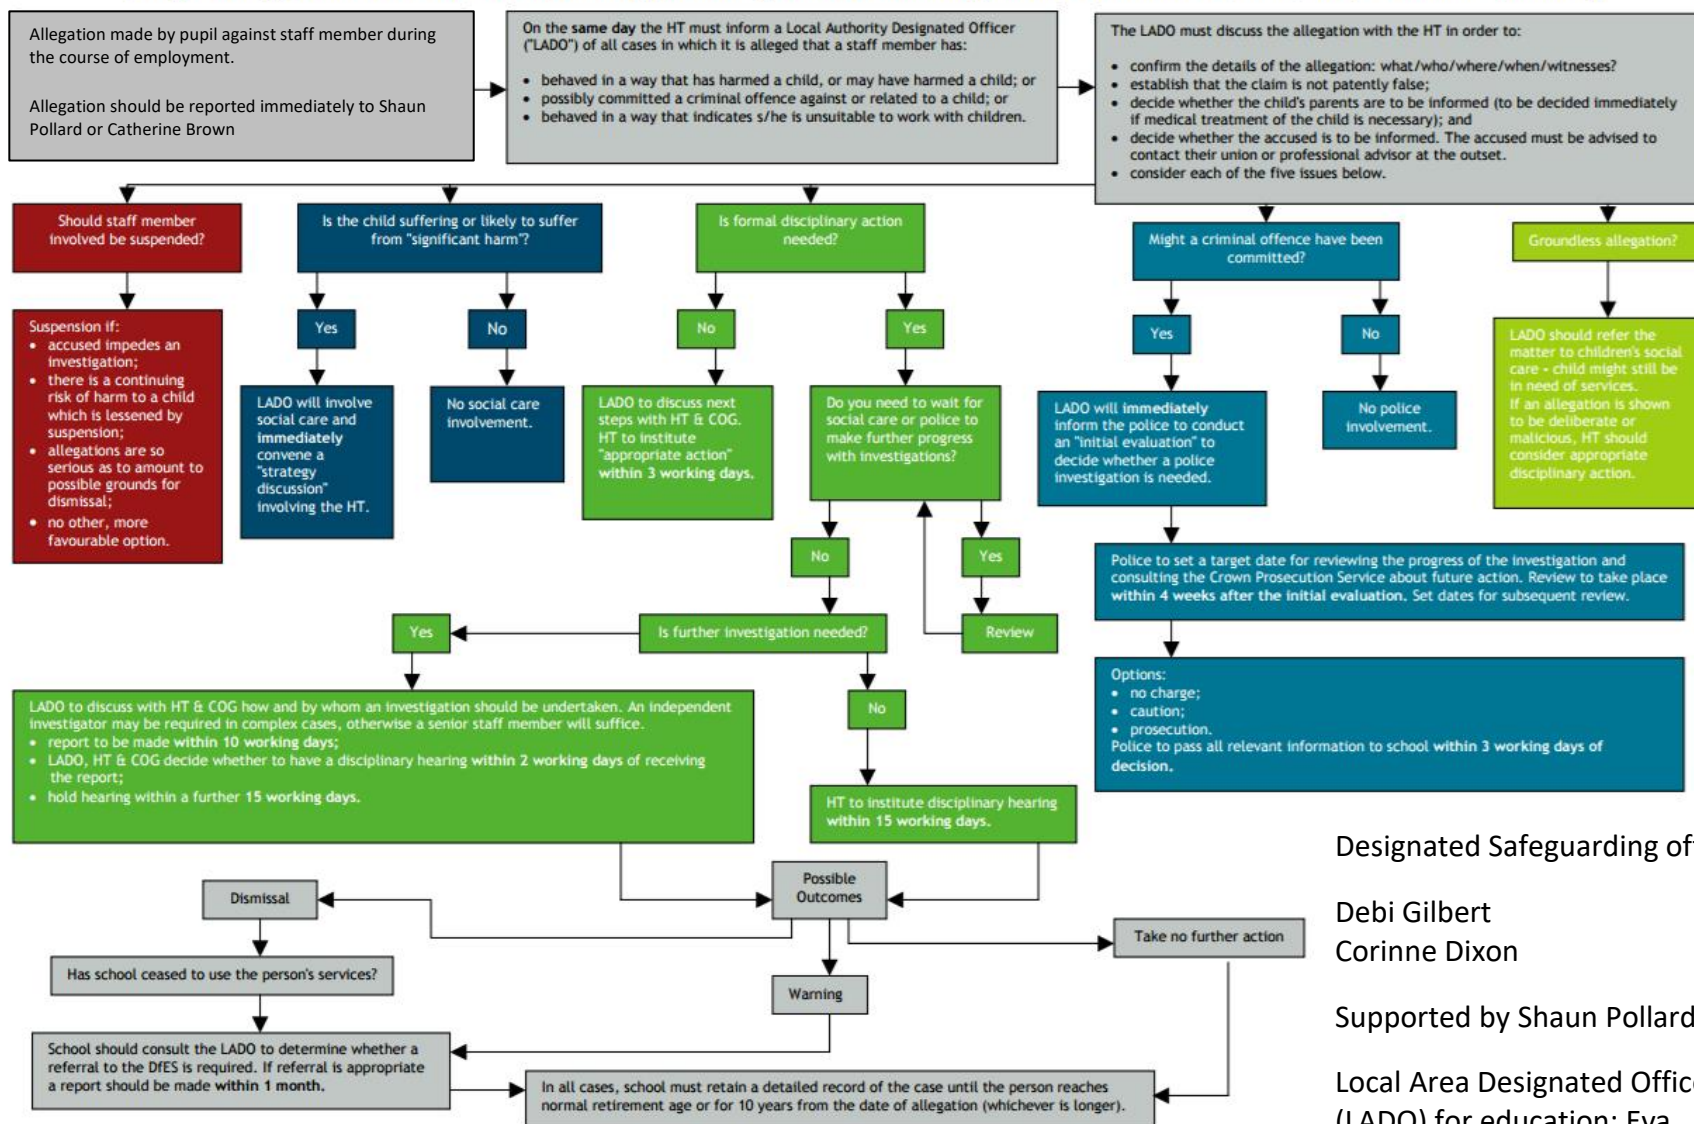 Allegation made by pupil against staff member during
the course of employment.
Allegation should be reported immediately to Shaun
Pollard or Catherine Brown
On the same day the HT must inform a Local Authority Designated Officer
("LADO") of all cases in which it is alleged that a staff member has:
• behaved in a way that has harmed a child, or may have harmed a child; or
• possibly committed a criminal offence against or related to a child; or
• behaved in a way that indicates s/he is unsuitable to work with children.
The LADO must discuss the allegation with the HT in order to:
• confirm the details of the allegation: what/who/where/when/witnesses?
• establish that the claim is not patently false;
• decide whether the child's parents are to be informed (to be decided immediately
if medical treatment of the child is necessary); and
• decide whether the accused is to be informed. The accused must be advised to
contact their union or professional advisor at the outset.
• consider each of the five issues below.
Should staff member
involved be suspended?
Is the child suffering or likely to suffer
from "significant harm"?
Is formal disciplinary action
needed?
Might a criminal offence have been
committed?
Groundless allegation?
Suspension if:
• accused impedes an
investigation;
• there is a continuing
risk of harm to a child
which is lessened by
suspension;
• allegations are so
serious as to amount to
possible grounds for
dismissal;
• no other, more
favourable option.
Yes
No
No
Yes
Yes
No
LADO will involve
social care and
immediately
convene a
"strategy
discussion"
involving the HT.
No social care
involvement.
LADO to discuss next
steps with HT & COG.
HT to institute
"appropriate action"
within 3 working days.
Do you need to wait for
social care or police to
make further progress
with investigations?
LADO will immediately
inform the police to conduct
an "initial evaluation" to
decide whether a police
investigation is needed.
No police
involvement.
LADO should refer the
matter to children's social
care - child might still be
in need of services.
If an allegation is shown
to be deliberate or
malicious, HT should
consider appropriate
disciplinary action.
No
Yes
Police to set a target date for reviewing the progress of the investigation and
consulting the Crown Prosecution Service about future action. Review to take place
within 4 weeks after the initial evaluation. Set dates for subsequent review.
Yes
Is further investigation needed?
Review
Options:
• no charge;
• caution;
• prosecution.
Police to pass all relevant information to school within 3 working days of
decision.
LADO to discuss with HT & COG how and by whom an investigation should be undertaken. An independent
investigator may be required in complex cases, otherwise a senior staff member will suffice.
• report to be made within 10 working days;
• LADO, HT & COG decide whether to have a disciplinary hearing within 2 working days of receiving
the report;
• hold hearing within a further 15 working days.
No
HT to institute disciplinary hearing
within 15 working days.
Possible
Outcomes
Dismissal
Take no further action
Has school ceased to use the person's services?
Warning
School should consult the LADO to determine whether a
referral to the DfES is required. If referral is appropriate
a report should be made within 1 month.
In all cases, school must retain a detailed record of the case until the person reaches
normal retirement age or for 10 years from the date of allegation (whichever is longer).
Designated Safeguarding
Debi Gilbert
Corinne Dixon
Supported by Shaun Pollard
Local Area Designated
(LADO) for education: Eva